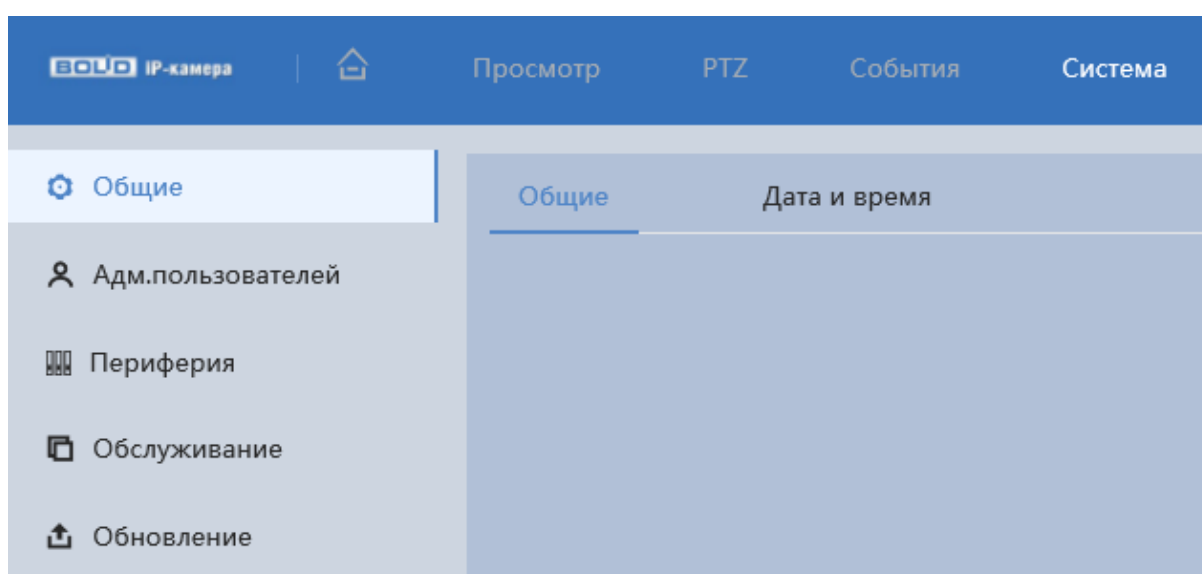 BOLID IP-камера Просмотр PTZ События Система
Общие
Адм.пользователей
Периферия
Обслуживание
Обновление
Общие Дата и время